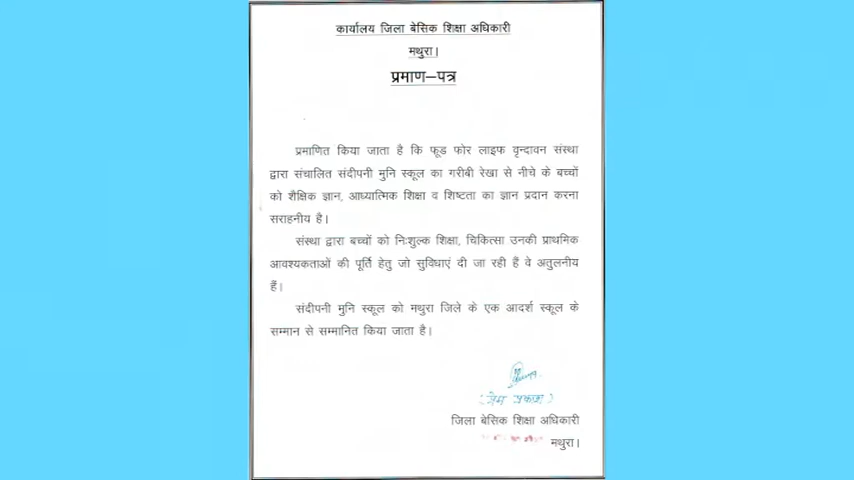 कार्यालय जिला बेसिक शिक्षा अधिकारी
मथुरा।
प्रमाण–पत्र
प्रमाणित किया जाता है कि फूड फोर लाइफ वृन्दावन संस्था
द्वारा संचालित संदीपनी मुनि स्कूल का गरीबी रेखा से नीचे के बच्चों
को शैक्षिक ज्ञान, आध्यात्मिक शिक्षा व शिष्टता का ज्ञान प्रदान करना
सराहनीय है।
संस्था द्वारा बच्चों को निःशुल्क शिक्षा, चिकित्सा उनकी प्राथमिक
आवश्यकताओं की पूर्ति हेतु जो सुविधाएं दी जा रही हैं वे अतुलनीय
हैं।
संदीपनी मुनि स्कूल को मथुरा जिले के एक आदर्श स्कूल के
सम्मान से सम्मानित किया जाता है।
(प्रेम प्रकाश)
जिला बेसिक शिक्षा अधिकारी
मथुरा।